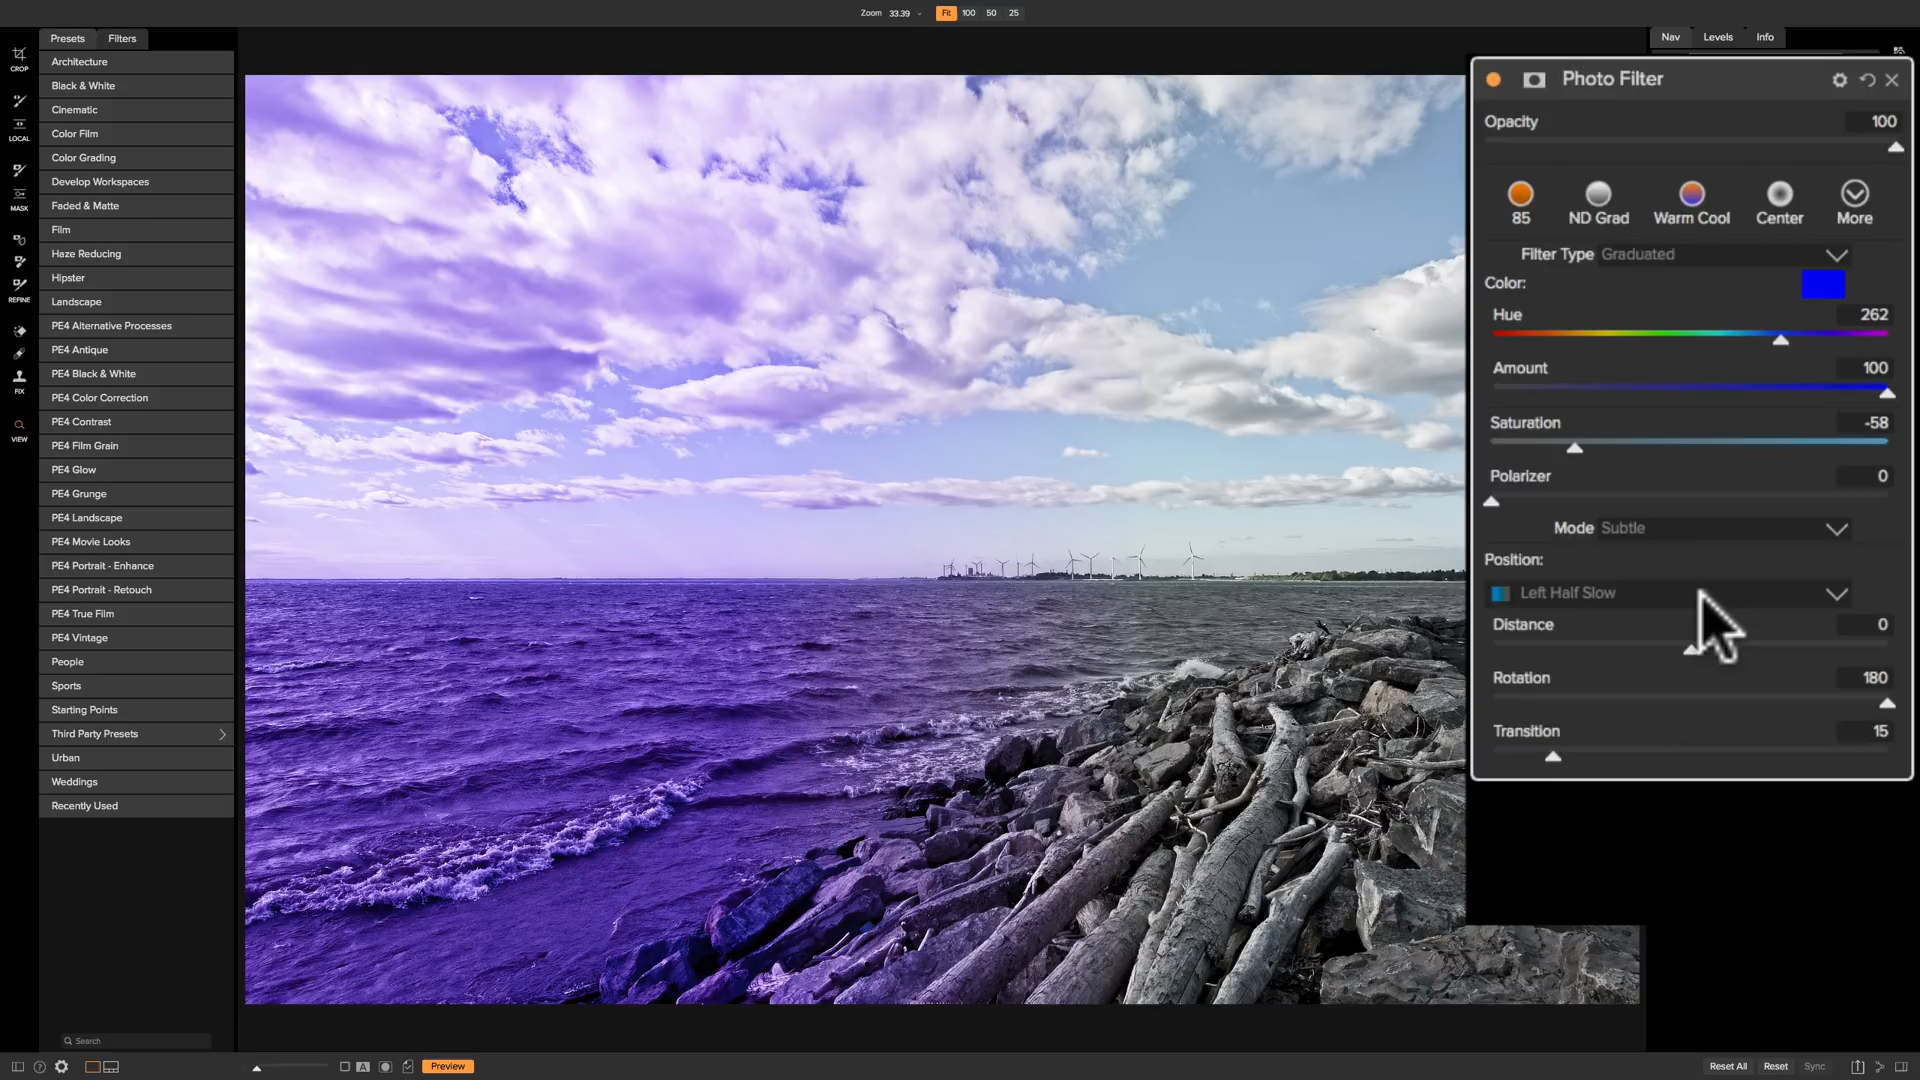 Zoom 33.39 Fit 100 50 25
Presets Filters
Nav Levels Info
CROP
LOCAL
MASK
REFINE
FIX
VIEW
Architecture
Black & White
Cinematic
Color Film
Color Grading
Develop Workspaces
Faded & Matte
Film
Haze Reducing
Hipster
Landscape
PE4 Alternative Processes
PE4 Antique
PE4 Black & White
PE4 Color Correction
PE4 Contrast
PE4 Film Grain
PE4 Glow
PE4 Grunge
PE4 Landscape
PE4 Movie Looks
PE4 Portrait - Enhance
PE4 Portrait - Retouch
PE4 True Film
PE4 Vintage
People
Sports
Starting Points
Third Party Presets
Urban
Weddings
Recently Used
Search
Photo Filter
Opacity 100
85 ND Grad Warm Cool Center More
Filter Type Graduated
Color:
Hue 262
Amount 100
Saturation -58
Polarizer 0
Mode Subtle
Position:
Left Half Slow
Distance 0
Rotation 180
Transition 15
? A Preview
Reset All Reset Sync